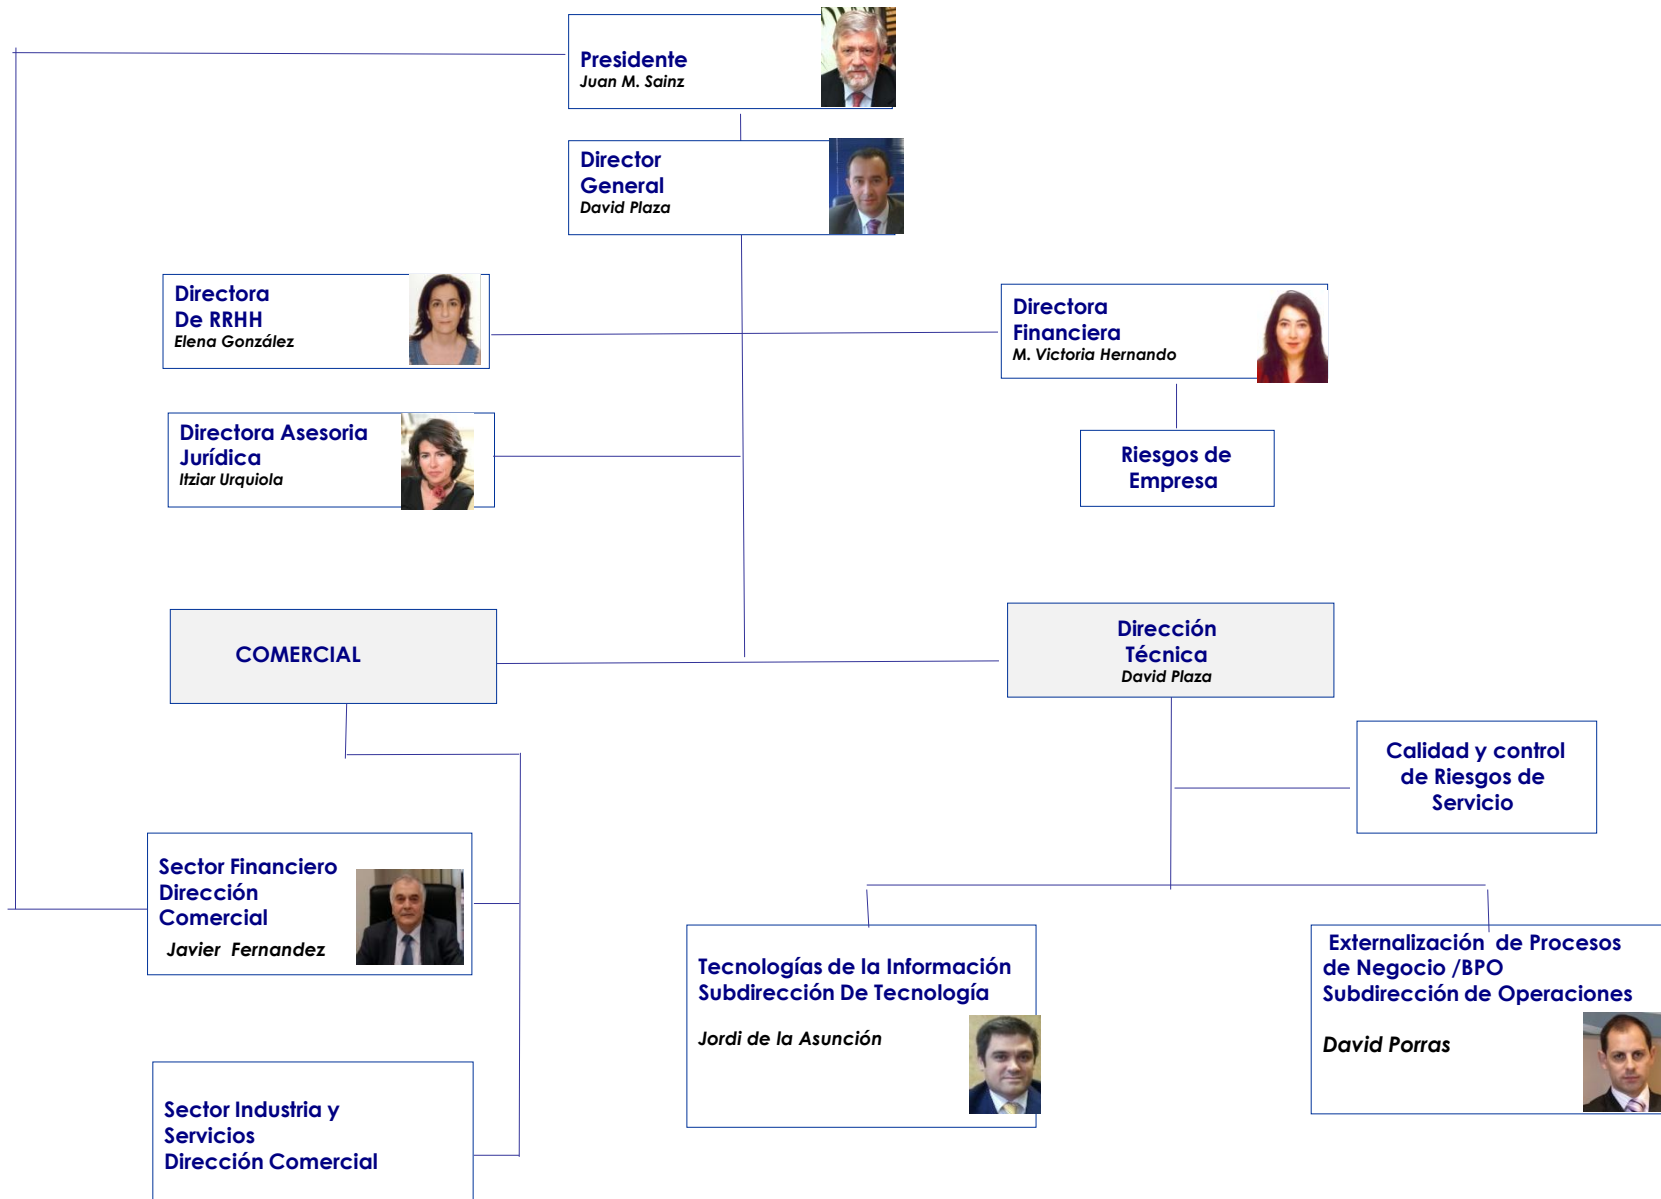 Presidente
Juan M. Sainz
Director
General
David Plaza
Directora
De RRHH
Elena González
Directora
Financiera
M. Victoria Hernando
Directora Asesoria
Jurídica
Itziar Urquiola
Riesgos de
Empresa
COMERCIAL
Dirección
Técnica
David Plaza
Calidad y control
de Riesgos de
Servicio
Sector Financiero
Dirección
Comercial
Javier Fernandez
Tecnologías de la Información
Subdirección De Tecnología
Jordi de la Asunción
Externalización de Procesos
de Negocio /BPO
Subdirección de Operaciones
David Porras
Sector Industria y
Servicios
Dirección Comercial